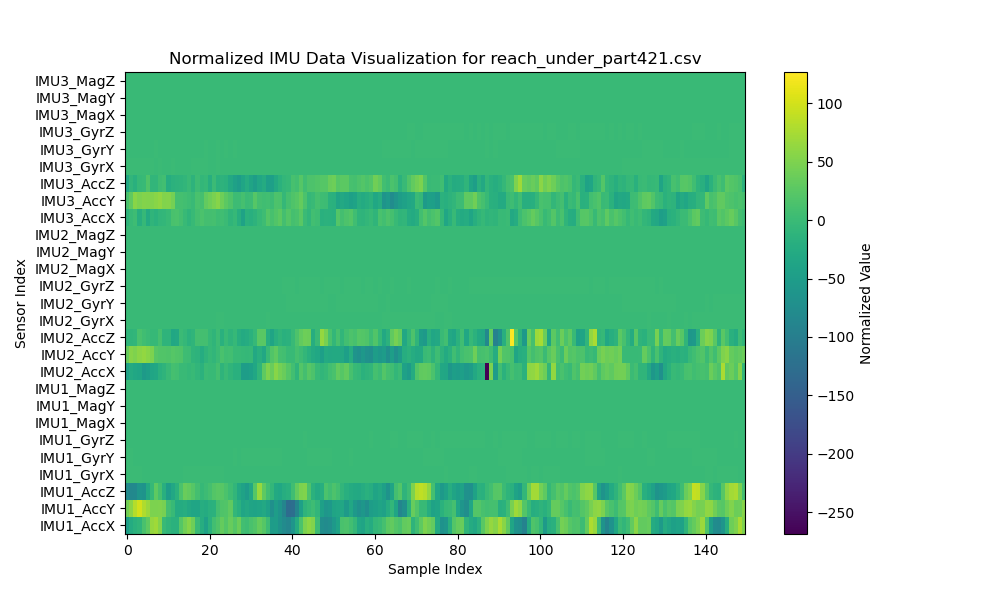 Normalized IMU Data Visualization for reach_under_part421.csv
IMU3_MagZ
IMU3_MagY
IMU3_MagX
IMU3_GyrZ
IMU3_GyrY
IMU3_GyrX
IMU3_AccZ
IMU3_AccY
IMU3_AccX
IMU2_MagZ
IMU2_MagY
IMU2_MagX
IMU2_GyrZ
IMU2_GyrY
IMU2_GyrX
IMU2_AccZ
IMU2_AccY
IMU2_AccX
IMU1_MagZ
IMU1_MagY
IMU1_MagX
IMU1_GyrZ
IMU1_GyrY
IMU1_GyrX
IMU1_AccZ
IMU1_AccY
IMU1_AccX
Sensor Index
0 20 40 60 80 100 120 140
Sample Index
100
50
0
−50
−100
−150
−200
−250
Normalized Value